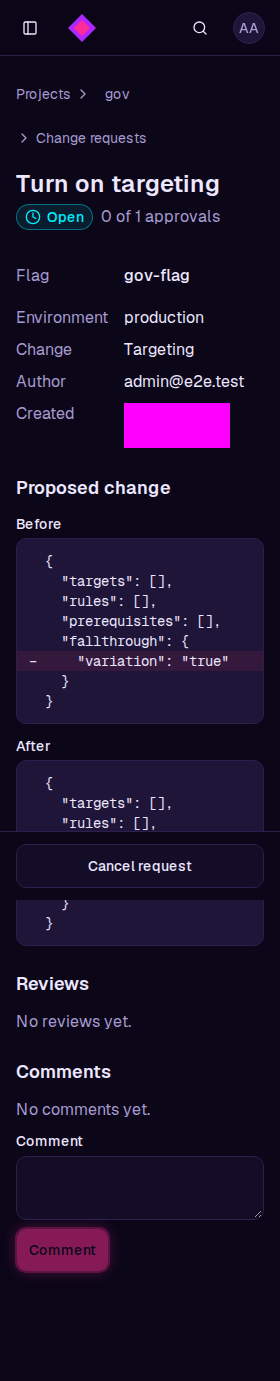 AA
Projects > gov
> Change requests
Turn on targeting
Open 0 of 1 approvals
Flag gov-flag
Environment production
Change Targeting
Author admin@e2e.test
Created
Proposed change
Before
{
"targets": [],
"rules": [],
"prerequisites": [],
"fallthrough": {
- "variation": "true"
}
}
After
{
"targets": [],
"rules": [],
Cancel request
}
}
Reviews
No reviews yet.
Comments
No comments yet.
Comment
Comment